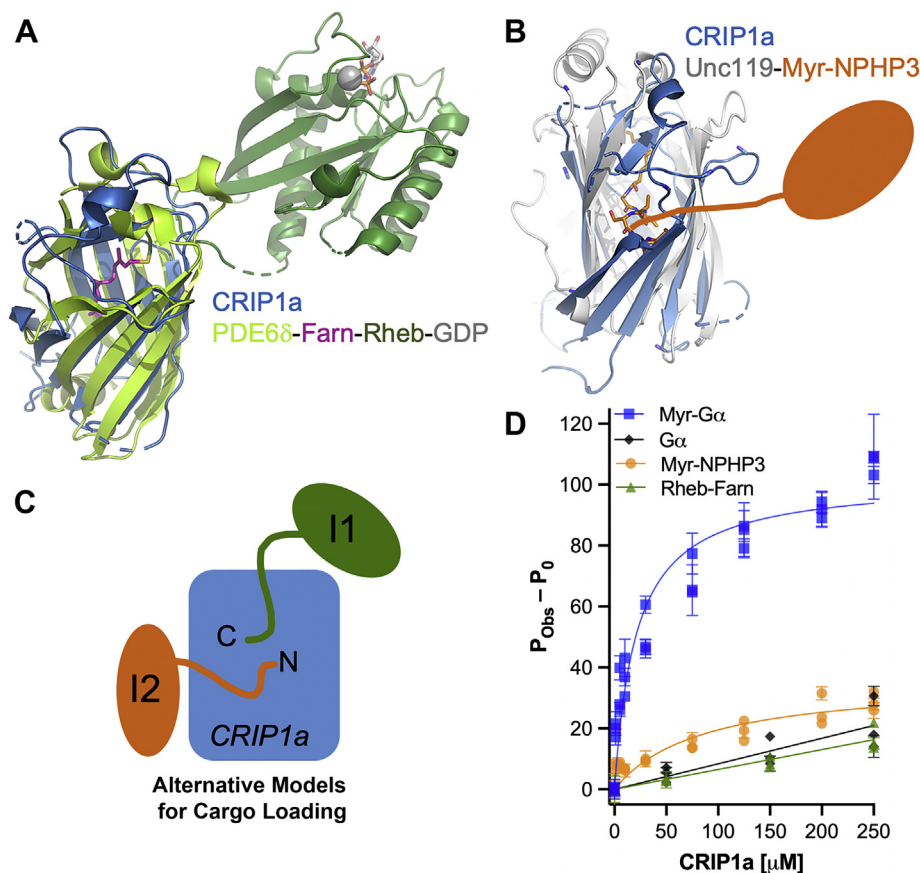 A
CRIP1a
PDE6δ-Farn-Rheb-GDP
B
CRIP1a
Unc119-Myr-NPHP3
C
I1
C
N
I2
CRIP1a
Alternative Models
for Cargo Loading
D
Myr-Gα
Gα
Myr-NPHP3
Rheb-Farn
120
100
80
60
40
20
0
P_Obs – P_0
0 50 100 150 200 250
CRIP1a [μM]